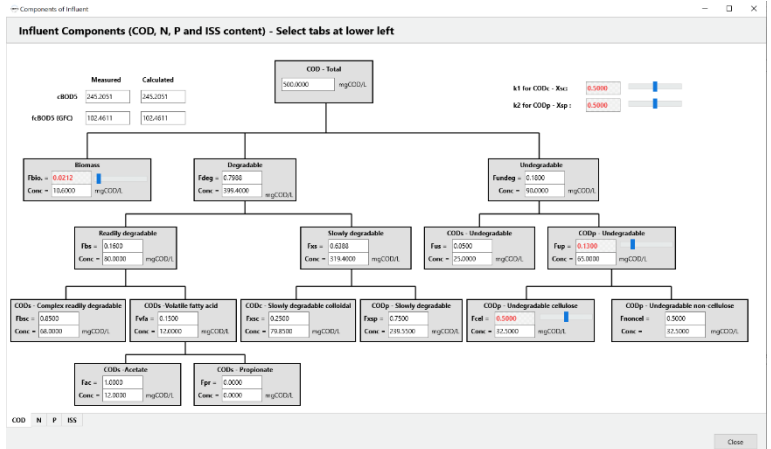 Components of Influent
Influent Components (COD, N, P and ISS content) - Select tabs at lower left
COD - Total
500.0000 mgCOD/L
Measured Calculated
cBOD5 245.2051 245.2051
fcBOD5 (GFC) 102.4611 102.4611
k1 for CODc - Xsc: 0.5000
k2 for CODp - Xsp : 0.5000
Biomass
Fbio. = 0.0212
Conc = 10.6000 mgCOD/L
Degradable
Fdeg = 0.7988
Conc = 399.4000 mgCOD/L
Undegradable
Fundeg = 0.1800
Conc = 90.0000 mgCOD/L
Readily degradable
Fbs = 0.1600
Conc = 80.0000 mgCOD/L
Slowly degradable
Fxs = 0.6388
Conc = 319.4000 mgCOD/L
CODs - Undegradable
Fus = 0.0500
Conc = 25.0000 mgCOD/L
CODp - Undegradable
Fup = 0.1300
Conc = 65.0000 mgCOD/L
CODs - Complex readily degradable
Fbsc = 0.8500
Conc = 68.0000 mgCOD/L
CODs -Volatile fatty acid
Fvfa = 0.1500
Conc = 12.0000 mgCOD/L
CODc - Slowly degradable colloidal
Fxsc = 0.2500
Conc = 79.8500 mgCOD/L
CODp - Slowly degradable
Fxsp = 0.7500
Conc = 239.5500 mgCOD/L
CODp - Undegradable cellulose
Fcel = 0.5000
Conc = 32.5000 mgCOD/L
CODp - Undegradable non-cellulose
Fnoncel = 0.5000
Conc = 32.5000 mgCOD/L
CODs -Acetate
Fac = 1.0000
Conc = 12.0000 mgCOD/L
CODs - Propionate
Fpr = 0.0000
Conc = 0.0000 mgCOD/L
COD N P ISS
Close